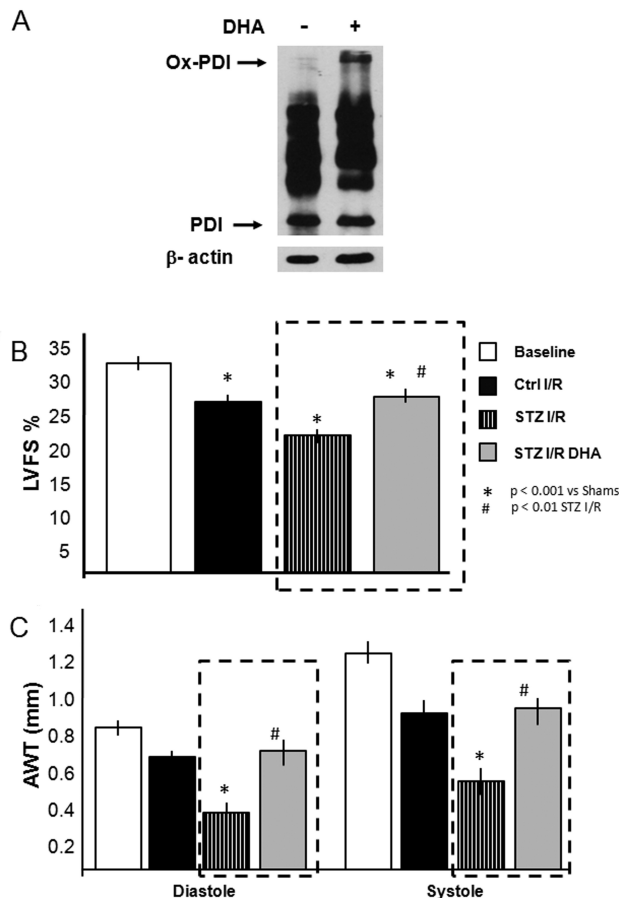 A
DHA - +
Ox-PDI
PDI
β- actin
B
LVFS %
35
30
25
20
15
10
5
*
*
* #
Baseline
Ctrl I/R
STZ I/R
STZ I/R DHA
* p < 0.001 vs Shams
# p < 0.01 STZ I/R
C
AWT (mm)
1.4
1.2
1.0
0.8
0.6
0.4
0.2
*
#
*
#
Diastole
Systole